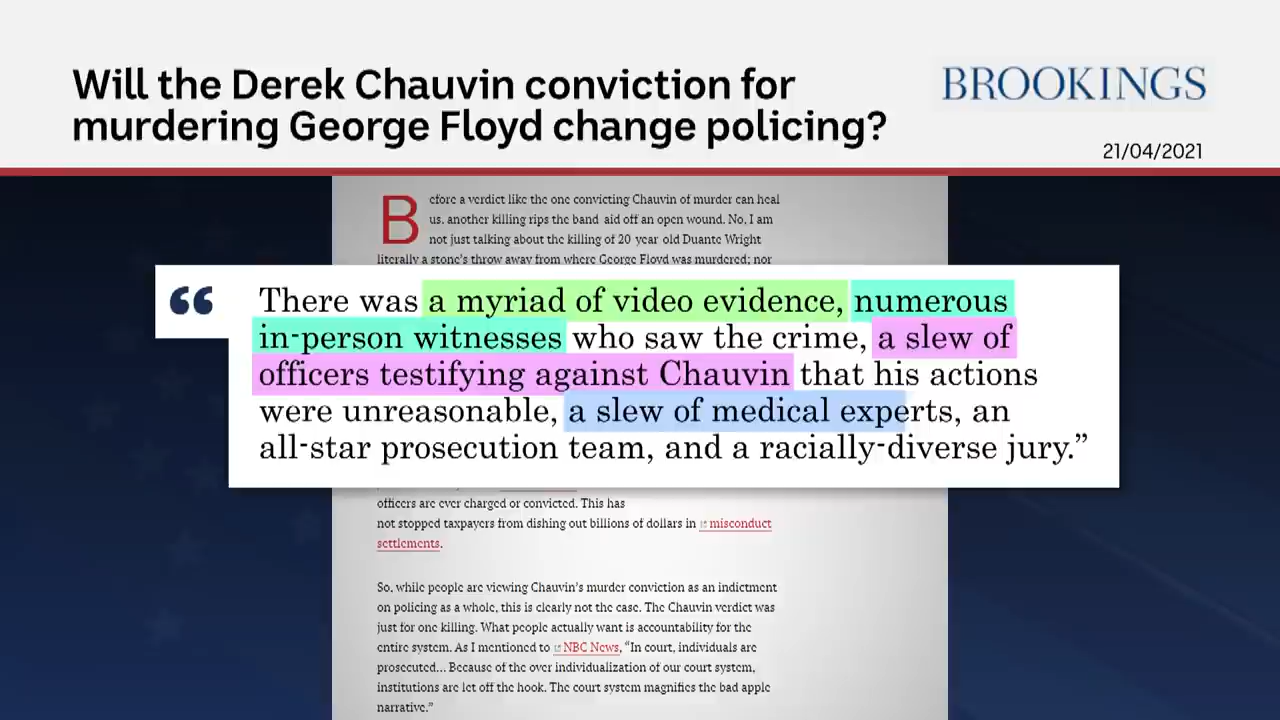 Will the Derek Chauvin conviction for
murdering George Floyd change policing?
BROOKINGS
21/04/2021
Before a verdict like the one convicting Chauvin of murder can heal
us, another killing rips the band aid off an open wound. No, I am
not just talking about the killing of 20 year old Duante Wright
literally a stone's throw away from where George Floyd was murdered; nor
“There was a myriad of video evidence, numerous
in-person witnesses who saw the crime, a slew of
officers testifying against Chauvin that his actions
were unreasonable, a slew of medical experts, an
all-star prosecution team, and a racially-diverse jury.”
officers are ever charged or convicted. This has
not stopped taxpayers from dishing out billions of dollars in misconduct
settlements.
So, while people are viewing Chauvin's murder conviction as an indictment
on policing as a whole, this is clearly not the case. The Chauvin verdict was
just for one killing. What people actually want is accountability for the
entire system. As I mentioned to NBC News, “In court, individuals are
prosecuted... Because of the over individualization of our court system,
institutions are let off the hook. The court system magnifies the bad apple
narrative.”